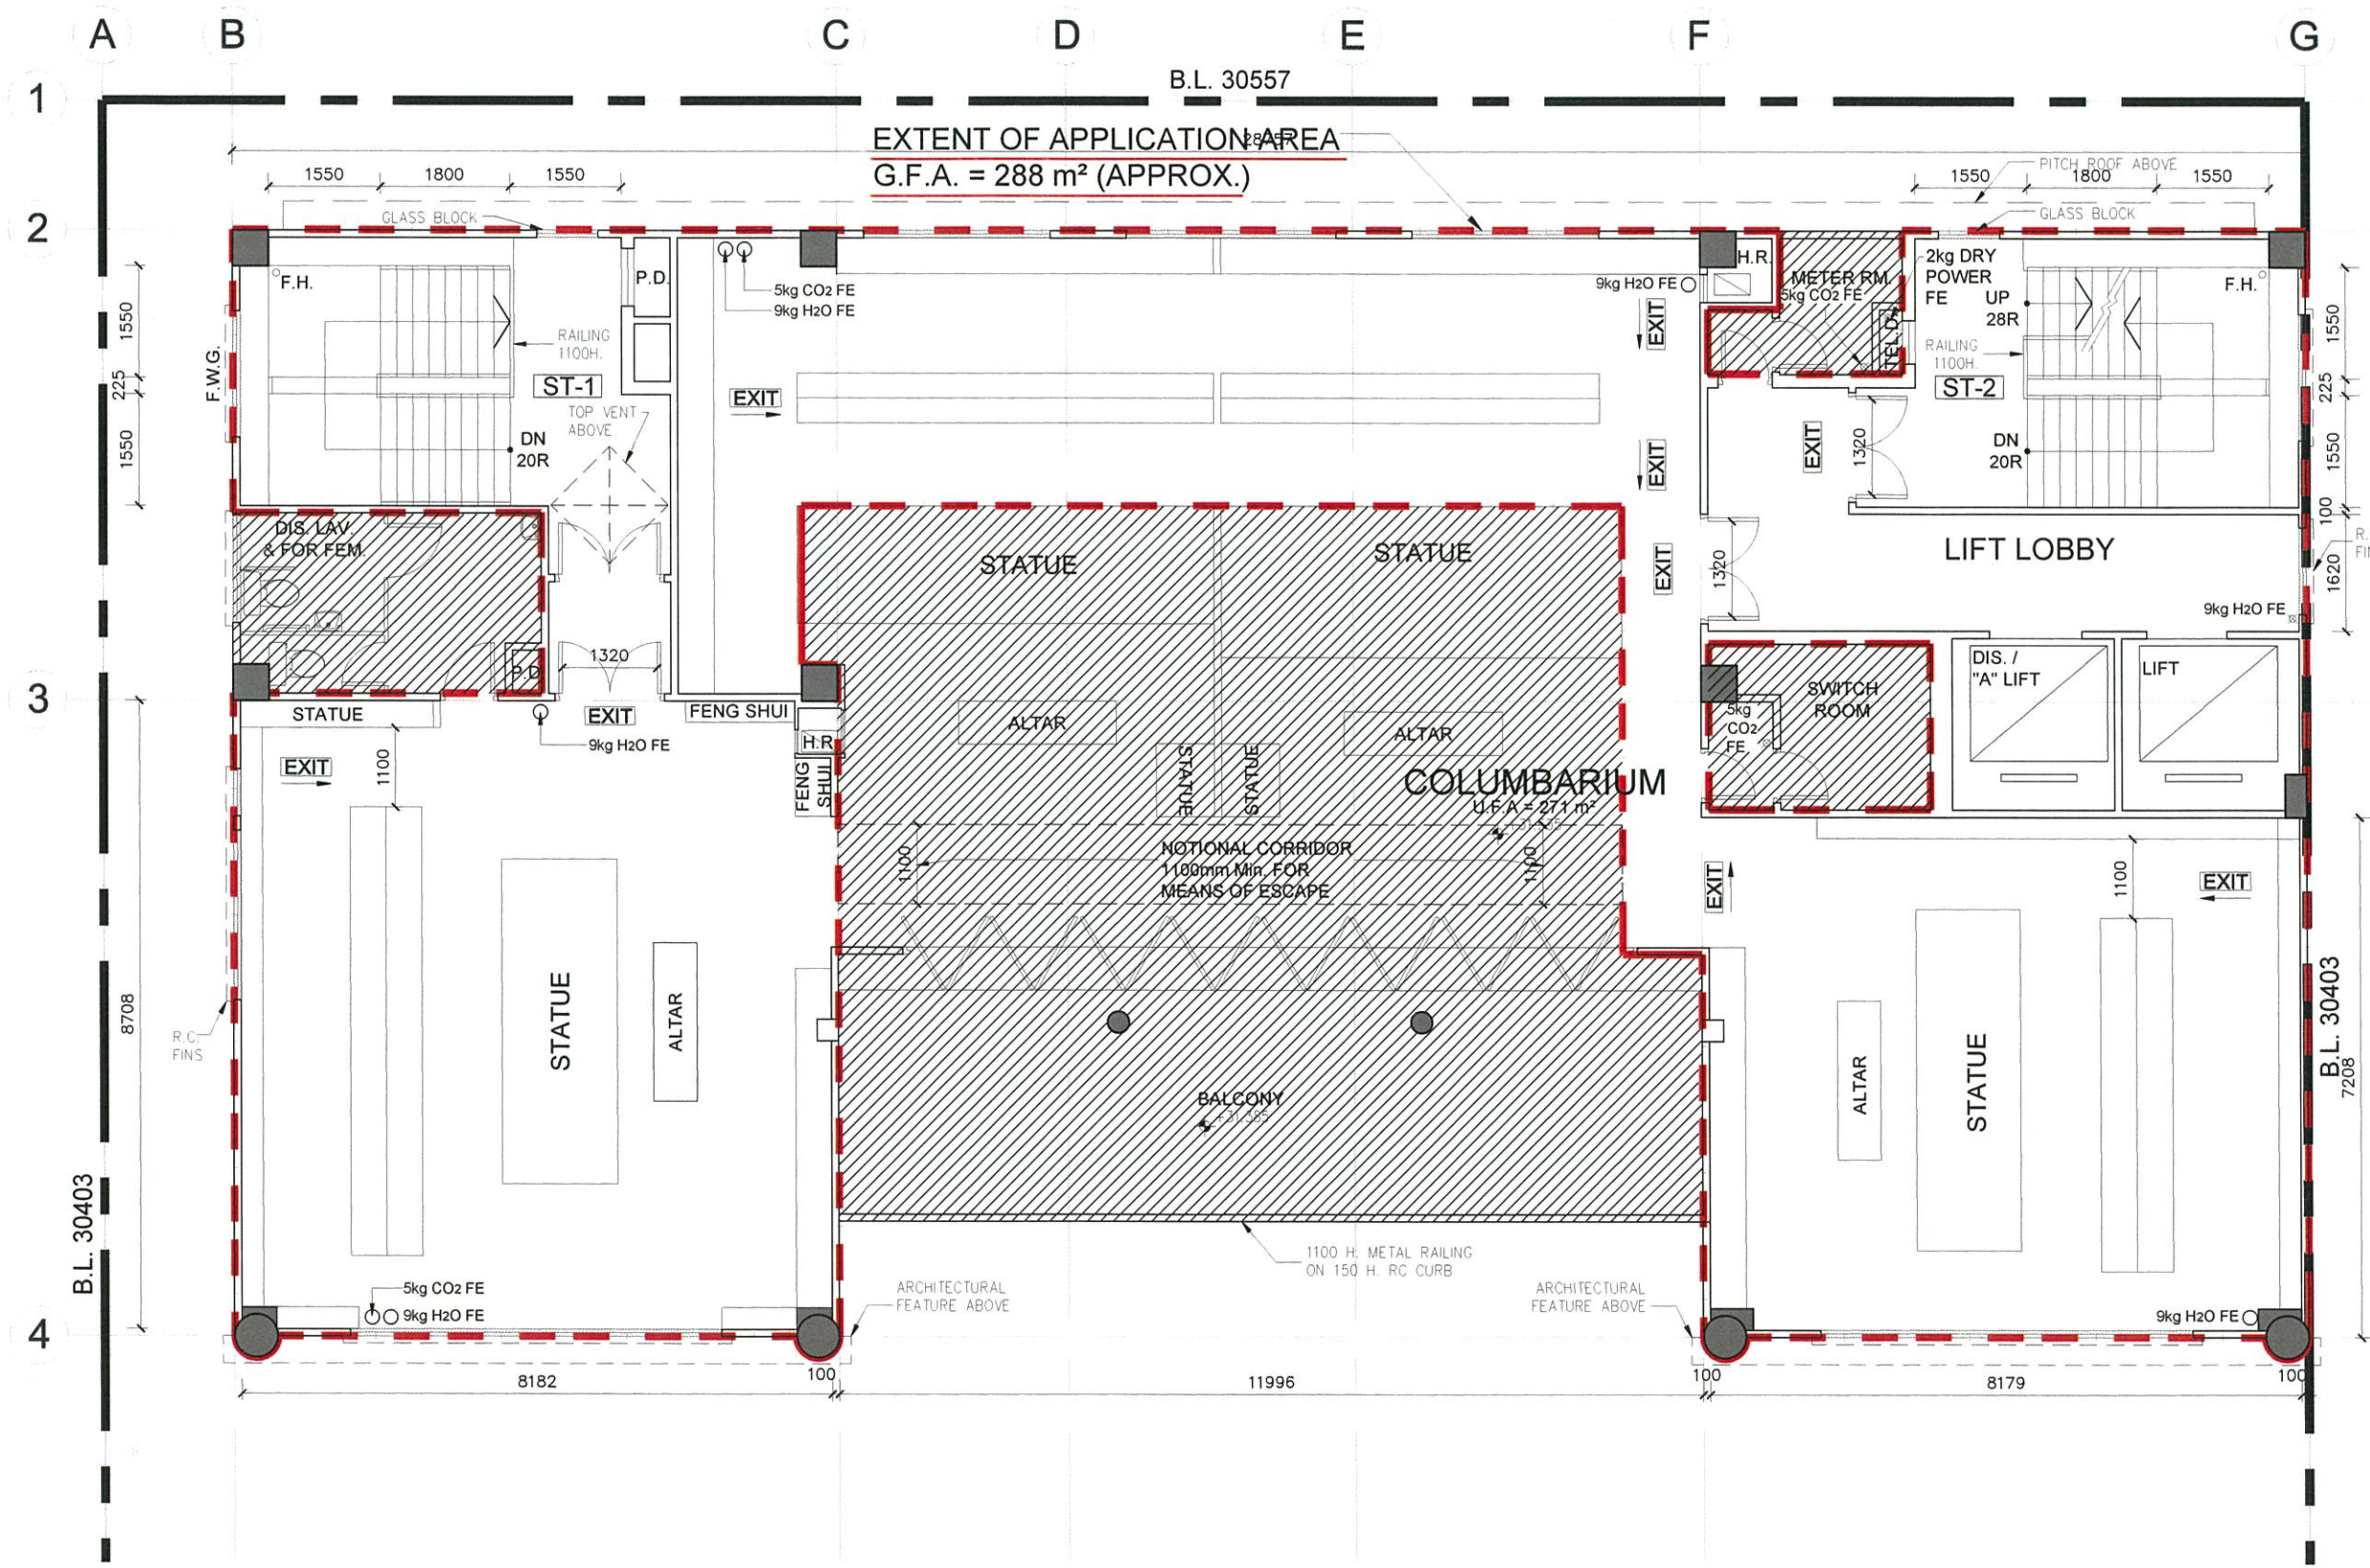 A
B
C
D
E
F
G
1
B.L. 30557
EXTENT OF APPLICATION AREA
G.F.A. = 288 m² (APPROX.)
1550
1800
1550
PITCH ROOF ABOVE
1550
1800
1550
2
GLASS BLOCK
GLASS BLOCK
F.H.
P.D.
5kg CO2 FE
9kg H2O FE
9kg H2O FE
H.R.
METER RM.
5kg CO2 FE
2kg DRY
POWER
FE
UP
28R
F.H.
1550
F.W.G.
RAILING
1100H.
EXIT
TEL.D.
RAILING
1100H.
1550
225
ST-1
EXIT
ST-2
225
TOP VENT
ABOVE
1550
DN
20R
EXIT
EXIT
1320
DN
20R
1550
100
DIS. LAV.
& FOR FEM.
STATUE
STATUE
EXIT
1320
LIFT LOBBY
1620
9kg H2O FE
1320
P.D.
DIS. /
"A" LIFT
LIFT
3
STATUE
EXIT
FENG SHUI
ALTAR
ALTAR
SWITCH
ROOM
5kg
CO2
FE
9kg H2O FE
H.R.
EXIT
1100
FENG
SHUI
STATUE
STATUE
COLUMBARIUM
U.F.A = 271 m²
NOTIONAL CORRIDOR
1100mm Min. FOR
MEANS OF ESCAPE
1100
1100
EXIT
1100
EXIT
8708
R.C.
FINS
STATUE
ALTAR
ALTAR
STATUE
B.L. 30403
7208
BALCONY
+31.385
B.L. 30403
1100 H. METAL RAILING
ON 150 H. RC CURB
5kg CO2 FE
9kg H2O FE
ARCHITECTURAL
FEATURE ABOVE
ARCHITECTURAL
FEATURE ABOVE
9kg H2O FE
4
8182
100
11996
100
8179
100